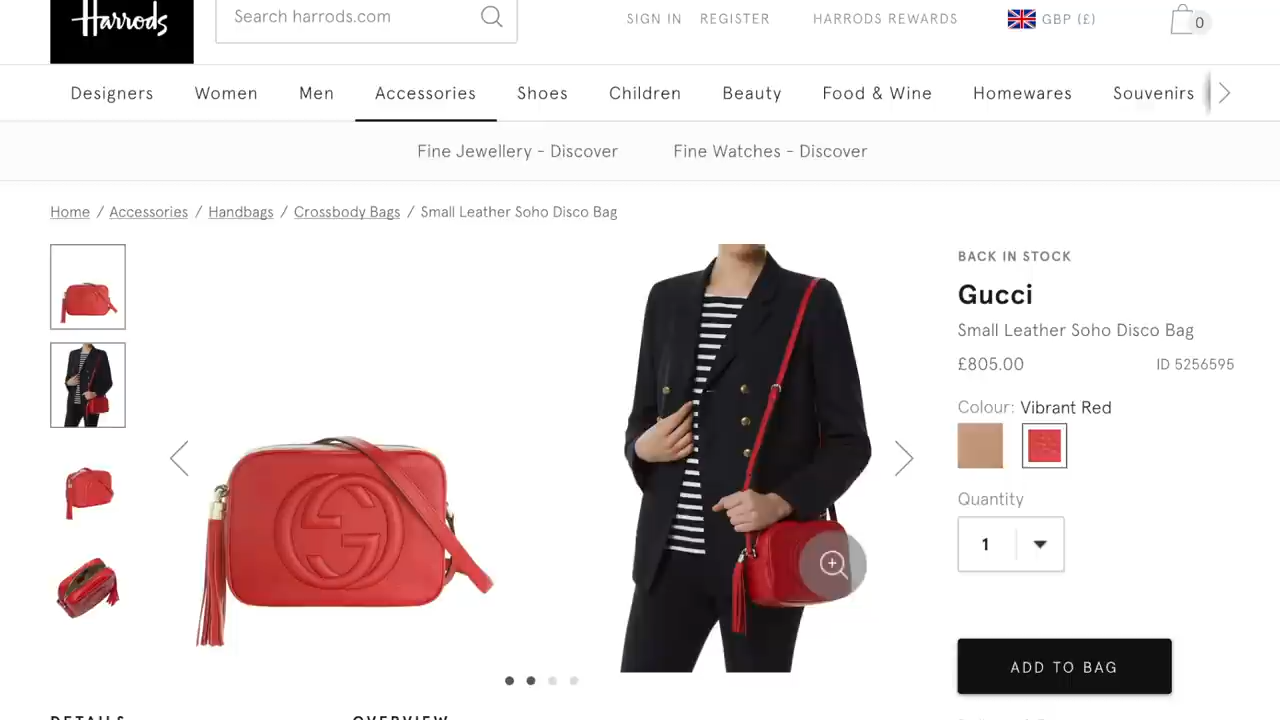 Harrods
Search harrods.com
SIGN IN
REGISTER
HARRODS REWARDS
GBP (£)
0
Designers
Women
Men
Accessories
Shoes
Children
Beauty
Food & Wine
Homewares
Souvenirs
Fine Jewellery - Discover
Fine Watches - Discover
Home / Accessories / Handbags / Crossbody Bags / Small Leather Soho Disco Bag
BACK IN STOCK
Gucci
Small Leather Soho Disco Bag
£805.00
ID 5256595
Colour: Vibrant Red
Quantity
1
ADD TO BAG
DETAILS
OVERVIEW